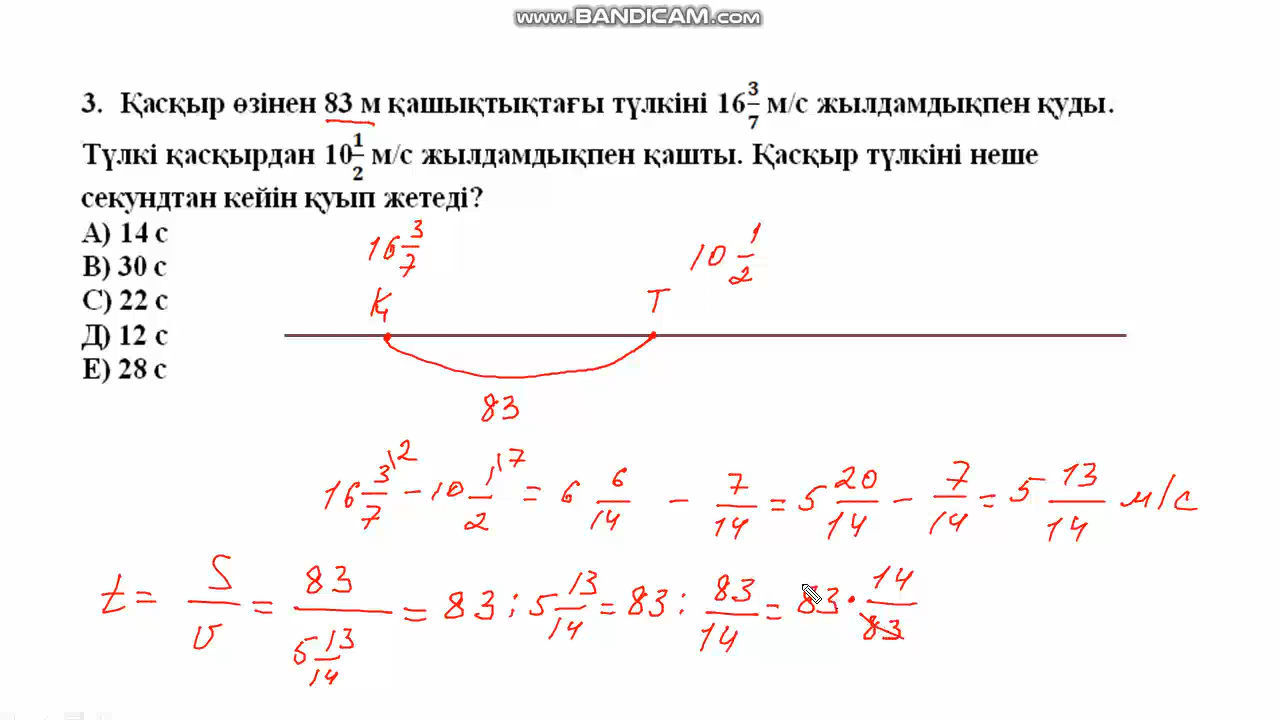 www.BANDICAM.com
3. Қасқыр өзінен 83 м қашықтықтағы түлкіні 16 3/7 м/с жылдамдықпен қуды.
Түлкі қасқырдан 10 1/2 м/с жылдамдықпен қашты. Қасқыр түлкіні неше
секундтан кейін қуып жетеді?
А) 14 с
В) 30 с
С) 22 с
Д) 12 с
Е) 28 с
16 3/7
10 1/2
Қ
Т
83
16 3/7 \2 - 10 1/2 \7 = 6 6/14 - 7/14 = 5 20/14 - 7/14 = 5 13/14 м/с
t = S/υ = 83/(5 13/14) = 83 : 5 13/14 = 83 : 83/14 = 83 · 14/83